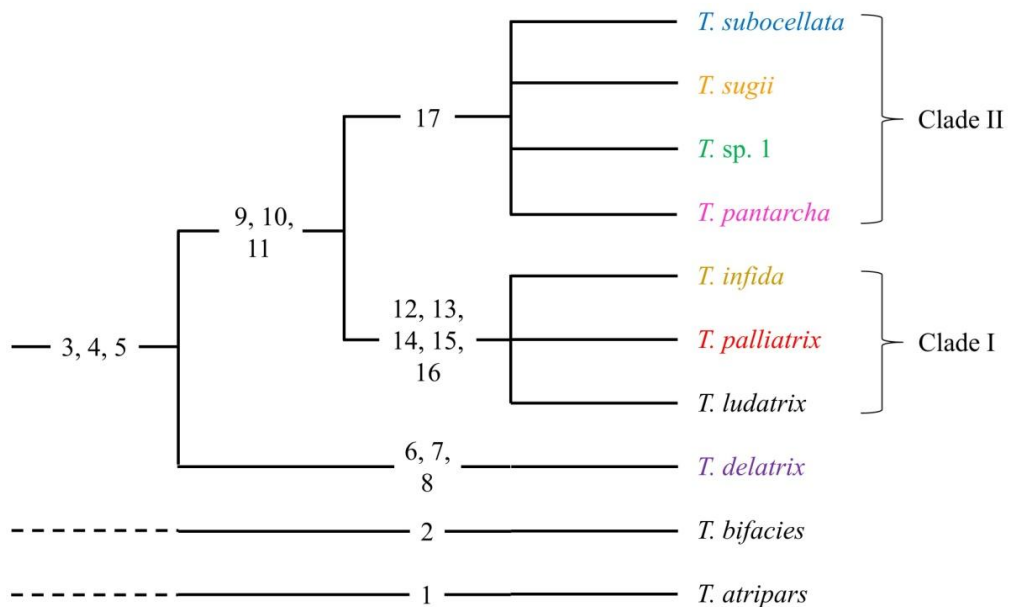 T. subocellata
T. sugii
17
Clade II
T. sp. 1
T. pantarcha
9, 10,
11
T. infida
12, 13,
14, 15,
16
3, 4, 5
T. palliatrix
Clade I
T. ludatrix
6, 7,
8
T. delatrix
2
T. bifacies
1
T. atripars